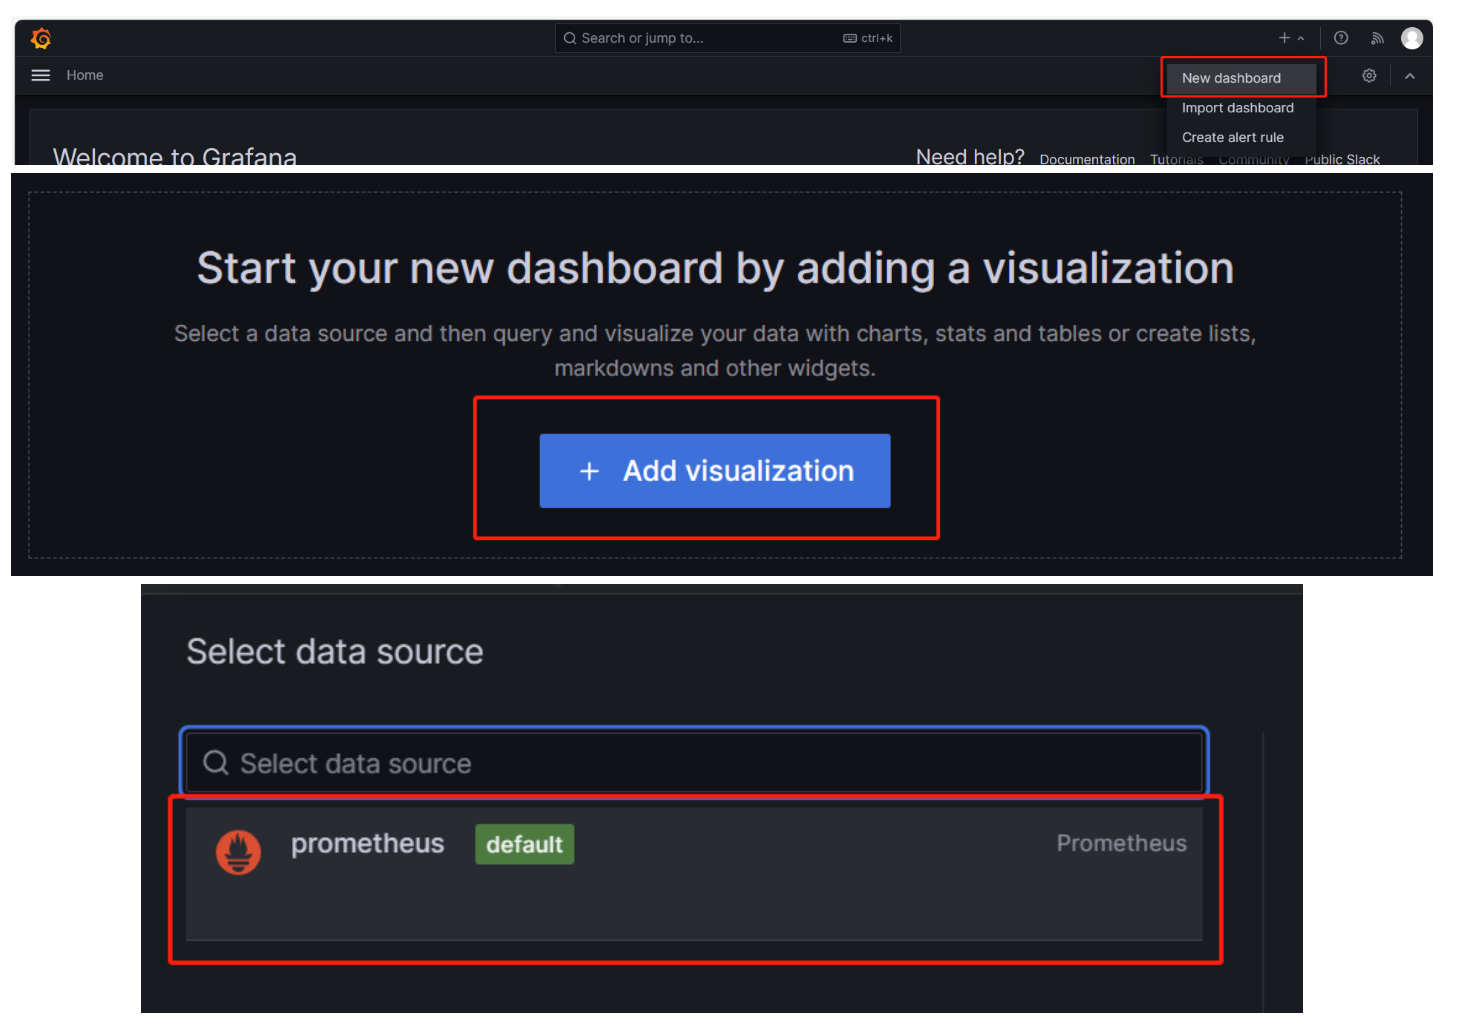 Search or jump to...
ctrl+k
Home
New dashboard
Import dashboard
Create alert rule
Welcome to Grafana
Need help?
Documentation
Tutorials
Community
Public Slack
Start your new dashboard by adding a visualization
Select a data source and then query and visualize your data with charts, stats and tables or create lists,
markdowns and other widgets.
+ Add visualization
Select data source
Select data source
prometheus
default
Prometheus